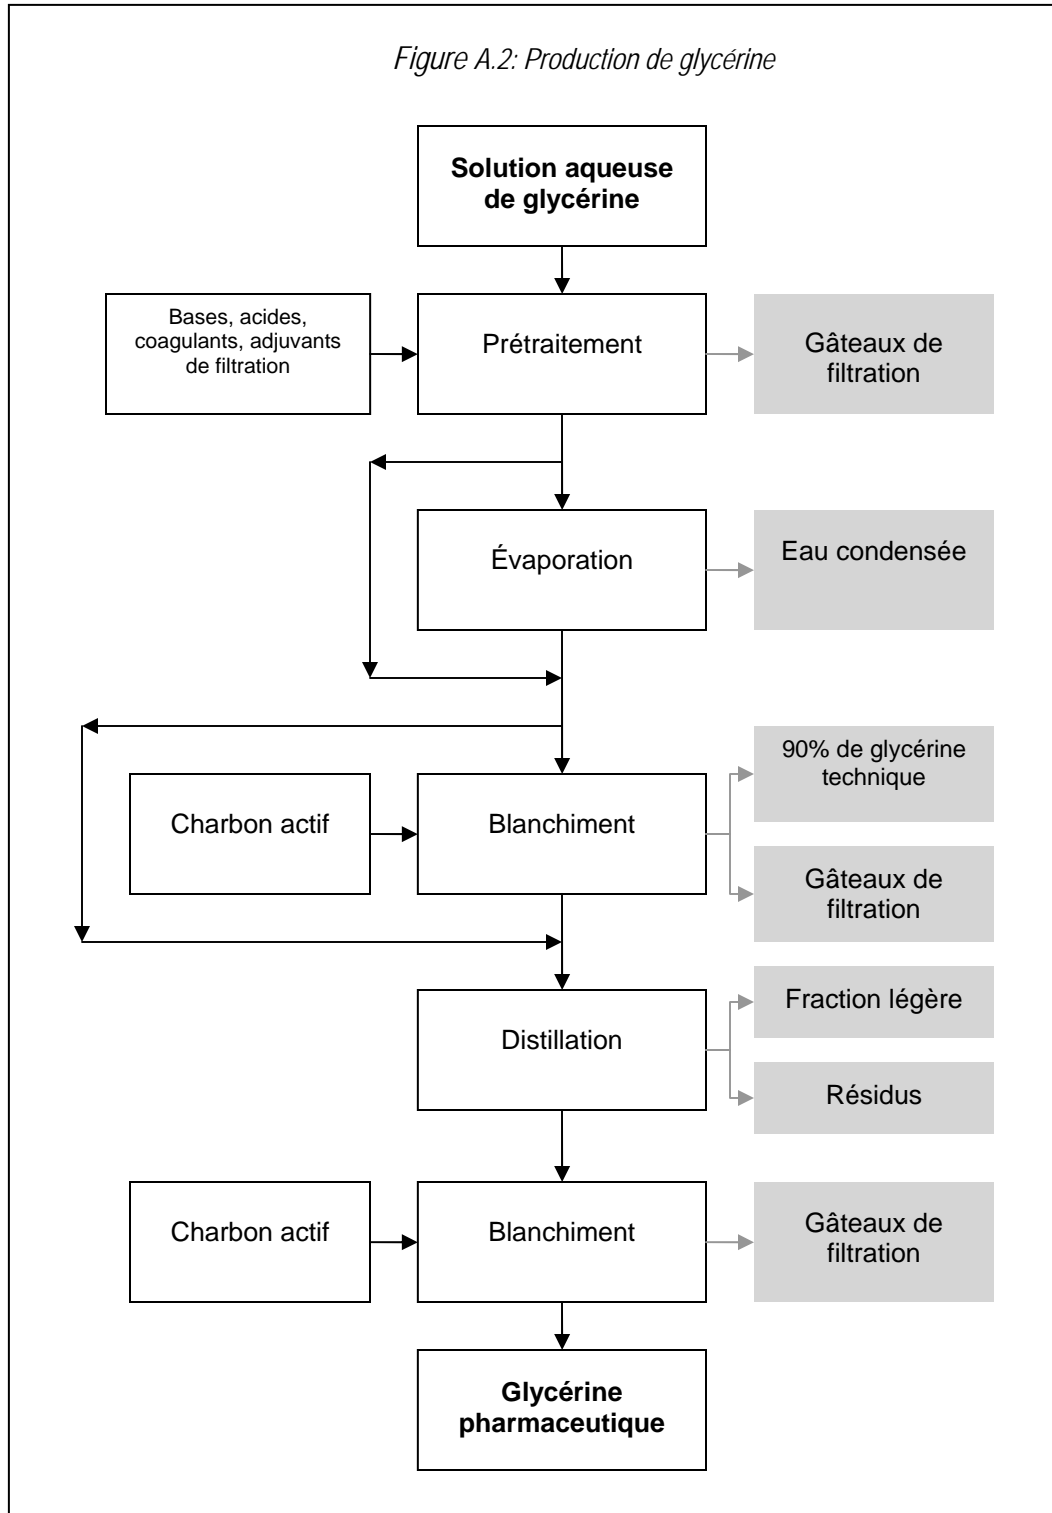 Figure A.2: Production de glycérine
Solution aqueuse
de glycérine
Bases, acides,
coagulants, adjuvants
de filtration
Prétraitement
Gâteaux de
filtration
Évaporation
Eau condensée
90% de glycérine
technique
Charbon actif
Blanchiment
Gâteaux de
filtration
Fraction légère
Distillation
Résidus
Charbon actif
Blanchiment
Gâteaux de
filtration
Glycérine
pharmaceutique